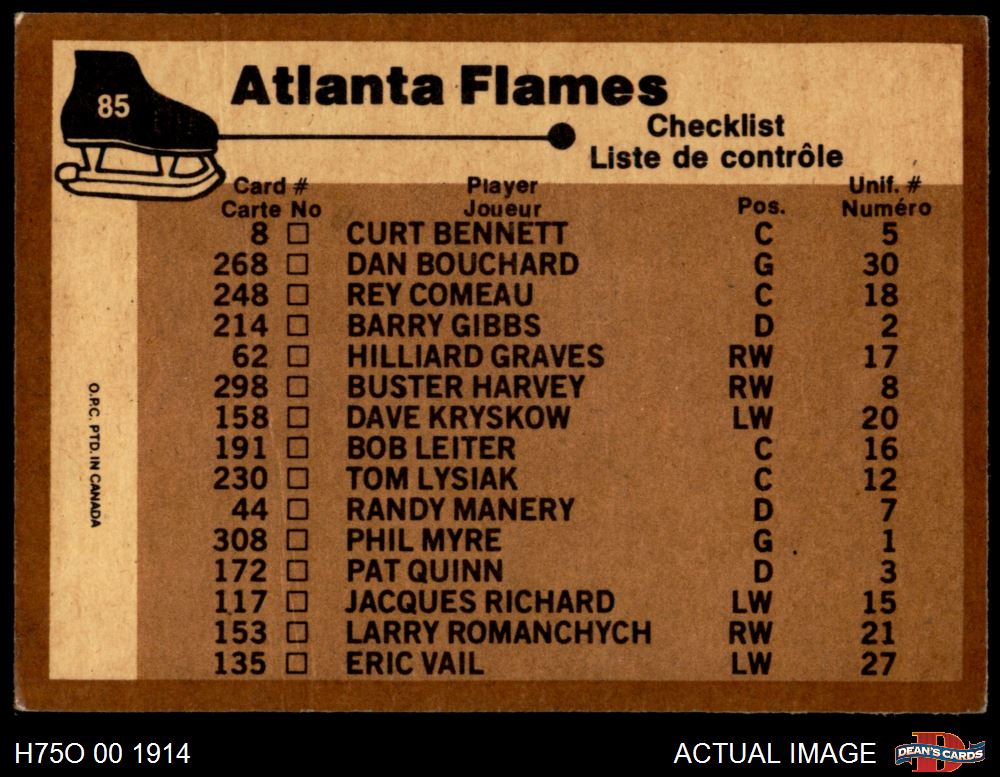 85
Atlanta Flames
Checklist
Liste de contrôle
Card # Player Unif. #
Carte No Joueur Pos. Numéro
8 □ CURT BENNETT C 5
268 □ DAN BOUCHARD G 30
248 □ REY COMEAU C 18
214 □ BARRY GIBBS D 2
62 □ HILLIARD GRAVES RW 17
298 □ BUSTER HARVEY RW 8
158 □ DAVE KRYSKOW LW 20
191 □ BOB LEITER C 16
230 □ TOM LYSIAK C 12
44 □ RANDY MANERY D 7
308 □ PHIL MYRE G 1
172 □ PAT QUINN D 3
117 □ JACQUES RICHARD LW 15
153 □ LARRY ROMANCHYCH RW 21
135 □ ERIC VAIL LW 27
O.P.C. PTD. IN CANADA
H75O 00 1914
ACTUAL IMAGE
D
DEAN'S CARDS